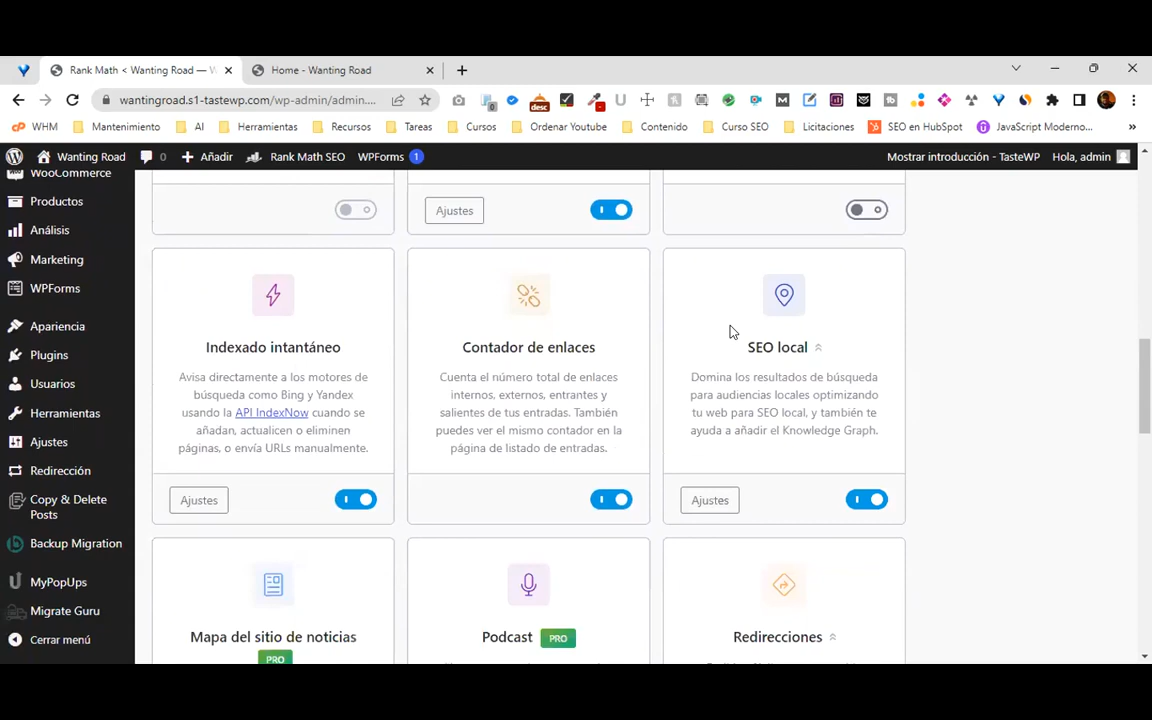 Rank Math < Wanting Road — W
Home - Wanting Road
wantingroad.s1-tastewp.com/wp-admin/admin....
desc
WHM
Mantenimiento
AI
Herramientas
Recursos
Tareas
Cursos
Ordenar Youtube
Contenido
Curso SEO
Licitaciones
SEO en HubSpot
JavaScript Moderno...
Wanting Road
0
Añadir
Rank Math SEO
WPForms 1
Mostrar introducción - TasteWP
Hola, admin
WooCommerce
Productos
Análisis
Marketing
WPForms
Apariencia
Plugins
Usuarios
Herramientas
Ajustes
Redirección
Copy & Delete
Posts
Backup Migration
MyPopUps
Migrate Guru
Cerrar menú
Ajustes
Indexado intantáneo
Avisa directamente a los motores de
búsqueda como Bing y Yandex
usando la API IndexNow cuando se
añadan, actualicen o eliminen
páginas, o envía URLs manualmente.
Ajustes
Contador de enlaces
Cuenta el número total de enlaces
internos, externos, entrantes y
salientes de tus entradas. También
puedes ver el mismo contador en la
página de listado de entradas.
SEO local
Domina los resultados de búsqueda
para audiencias locales optimizando
tu web para SEO local, y también te
ayuda a añadir el Knowledge Graph.
Ajustes
Mapa del sitio de noticias
PRO
Podcast PRO
Redirecciones